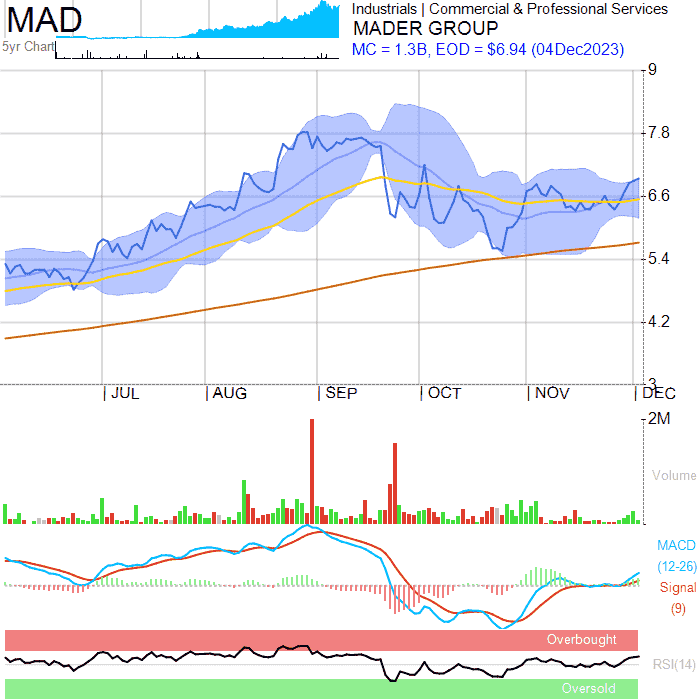 MAD
Industrials | Commercial & Professional Services
MADER GROUP
5yr Chart
MC = 1.3B, EOD = $6.94 (04Dec2023)
9
7.8
6.6
5.4
4.2
3
JUL AUG SEP OCT NOV DEC
2M
Volume
MACD
(12-26)
Signal
(9)
Overbought
RSI(14)
Oversold